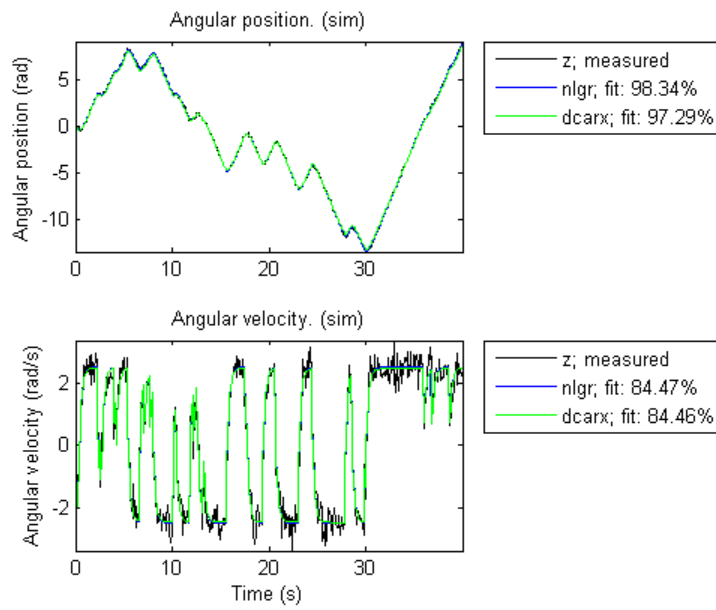 Angular position. (sim)
Angular position (rad)
5
0
-5
-10
0
10
20
30
z; measured
nlgr; fit: 98.34%
dcarx; fit: 97.29%
Angular velocity. (sim)
Angular velocity (rad/s)
2
0
-2
0
10
20
30
Time (s)
z; measured
nlgr; fit: 84.47%
dcarx; fit: 84.46%